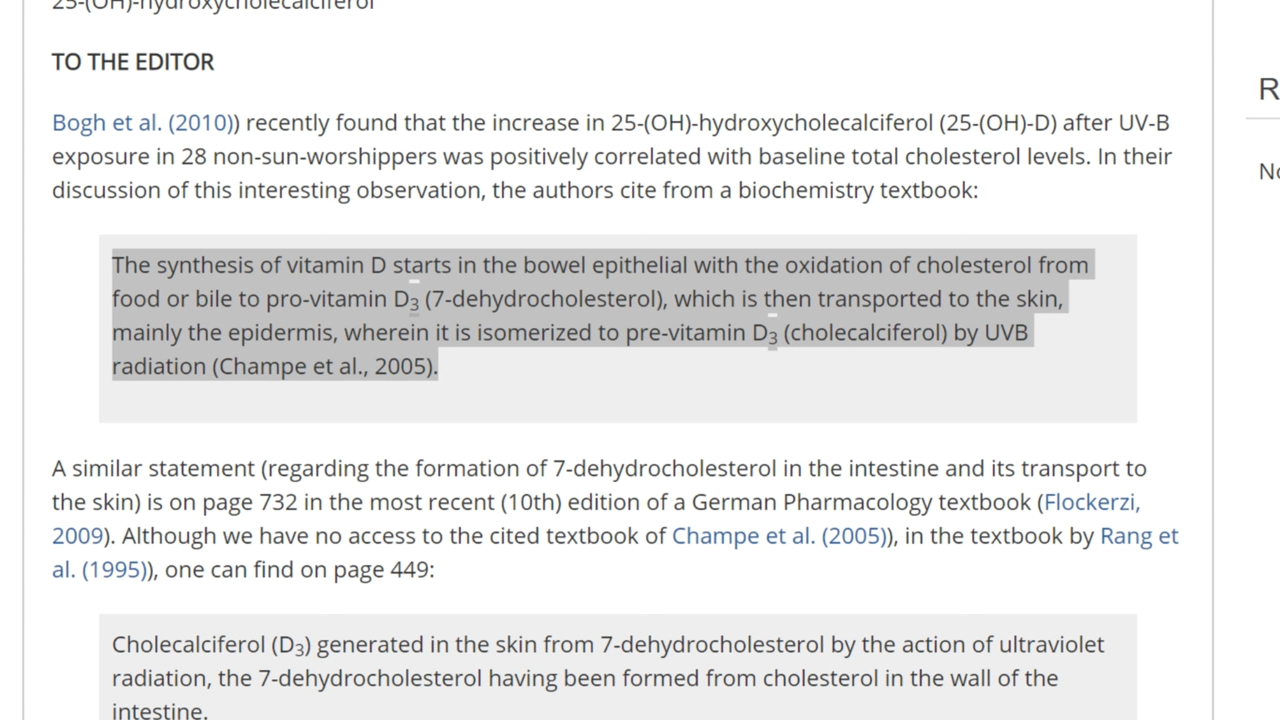 25-(OH)-hydroxycholecalciferol
TO THE EDITOR
Bogh et al. (2010)) recently found that the increase in 25-(OH)-hydroxycholecalciferol (25-(OH)-D) after UV-B
exposure in 28 non-sun-worshippers was positively correlated with baseline total cholesterol levels. In their
discussion of this interesting observation, the authors cite from a biochemistry textbook:
The synthesis of vitamin D starts in the bowel epithelial with the oxidation of cholesterol from
food or bile to pro-vitamin D3 (7-dehydrocholesterol), which is then transported to the skin,
mainly the epidermis, wherein it is isomerized to pre-vitamin D3 (cholecalciferol) by UVB
radiation (Champe et al., 2005).
A similar statement (regarding the formation of 7-dehydrocholesterol in the intestine and its transport to
the skin) is on page 732 in the most recent (10th) edition of a German Pharmacology textbook (Flockerzi,
2009). Although we have no access to the cited textbook of Champe et al. (2005)), in the textbook by Rang et
al. (1995)), one can find on page 449:
Cholecalciferol (D3) generated in the skin from 7-dehydrocholesterol by the action of ultraviolet
radiation, the 7-dehydrocholesterol having been formed from cholesterol in the wall of the
intestine.